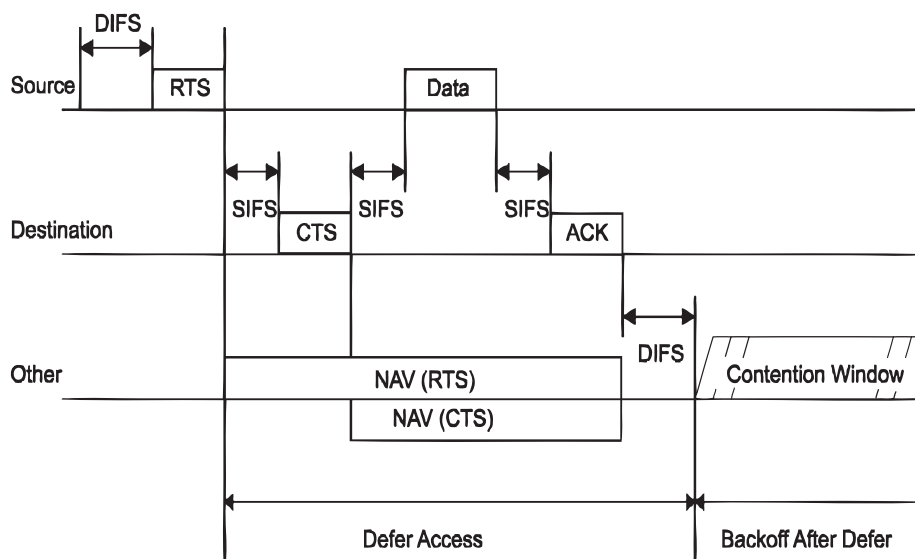 DIFS
Source
RTS
Data
SIFS
SIFS
SIFS
Destination
CTS
ACK
DIFS
Other
NAV (RTS)
Contention Window
NAV (CTS)
Defer Access
Backoff After Defer